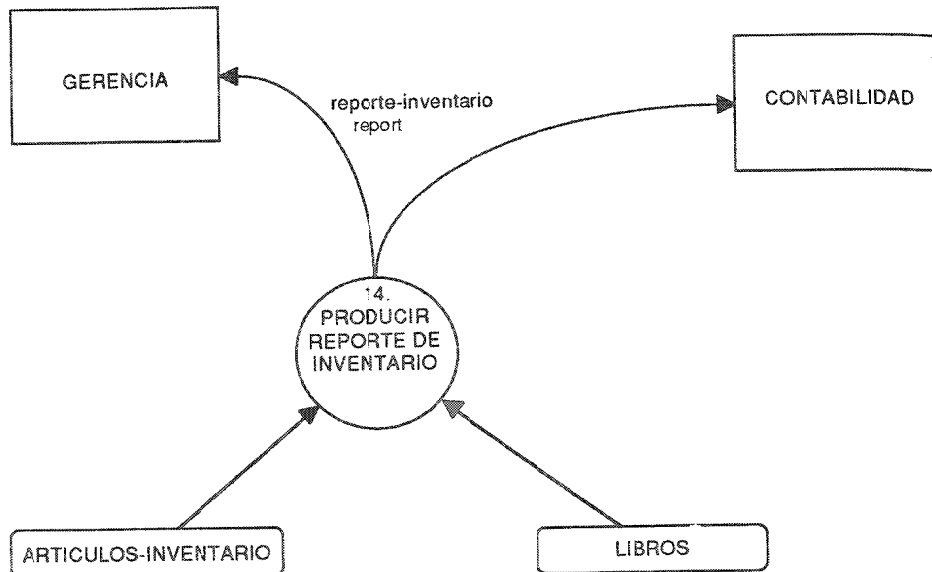 GERENCIA
CONTABILIDAD
reporte-inventario
report
14.
PRODUCIR
REPORTE DE
INVENTARIO
ARTICULOS-INVENTARIO
LIBROS